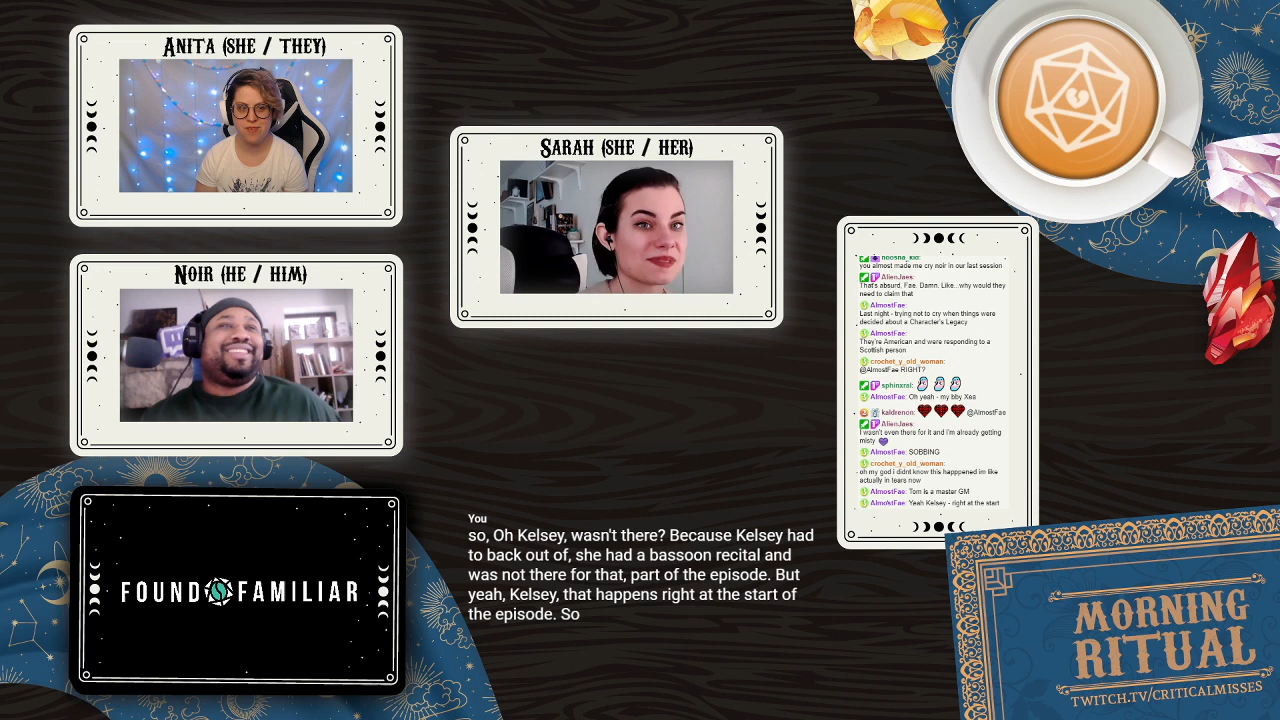 ANITA (SHE / THEY)
SARAH (SHE / HER)
NOIR (HE / HIM)
noosha_kid:
you almost made me cry noir in our last session
AlienJaes:
That's absurd, Fae. Damn. Like...why would they
need to claim that
AlmostFae:
Last night - trying not to cry when things were
decided about a Character's Legacy
AlmostFae:
They're American and were responding to a
Scottish person
crochet_y_old_woman:
@AlmostFae RIGHT?
sphinxral:
AlmostFae: Oh yeah - my bby Xea
kaldrenon: @AlmostFae
AlienJaes:
I wasn't even there for it and I'm already getting
misty
AlmostFae: SOBBING
crochet_y_old_woman:
oh my god i didnt know this happpened im like
actually in tears now
AlmostFae: Tom is a master GM
AlmostFae: Yeah Kelsey - right at the start
FOUND FAMILIAR
You
so, Oh Kelsey, wasn't there? Because Kelsey had
to back out of, she had a bassoon recital and
was not there for that, part of the episode. But
yeah, Kelsey, that happens right at the start of
the episode. So
MORNING
RITUAL
TWITCH.TV/CRITICALMISSES